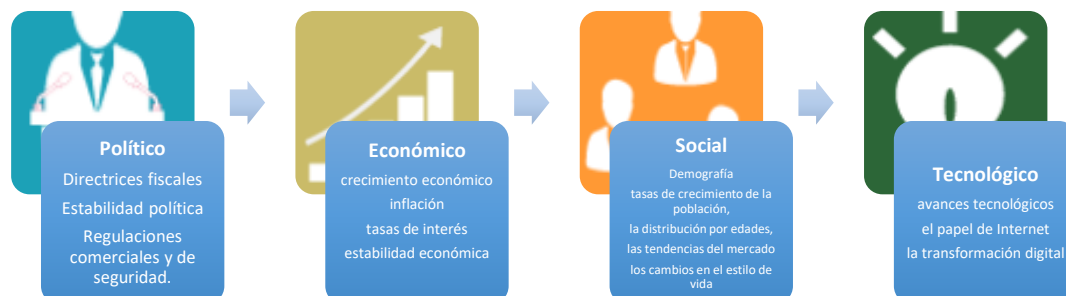 Político
Directrices fiscales
Estabilidad política
Regulaciones
comerciales y de
seguridad.
Económico
crecimiento económico
inflación
tasas de interés
estabilidad económica
Social
Demografía
tasas de crecimiento de la
población,
la distribución por edades,
las tendencias del mercado
los cambios en el estilo de
vida
Tecnológico
avances tecnológicos
el papel de Internet
la transformación digital